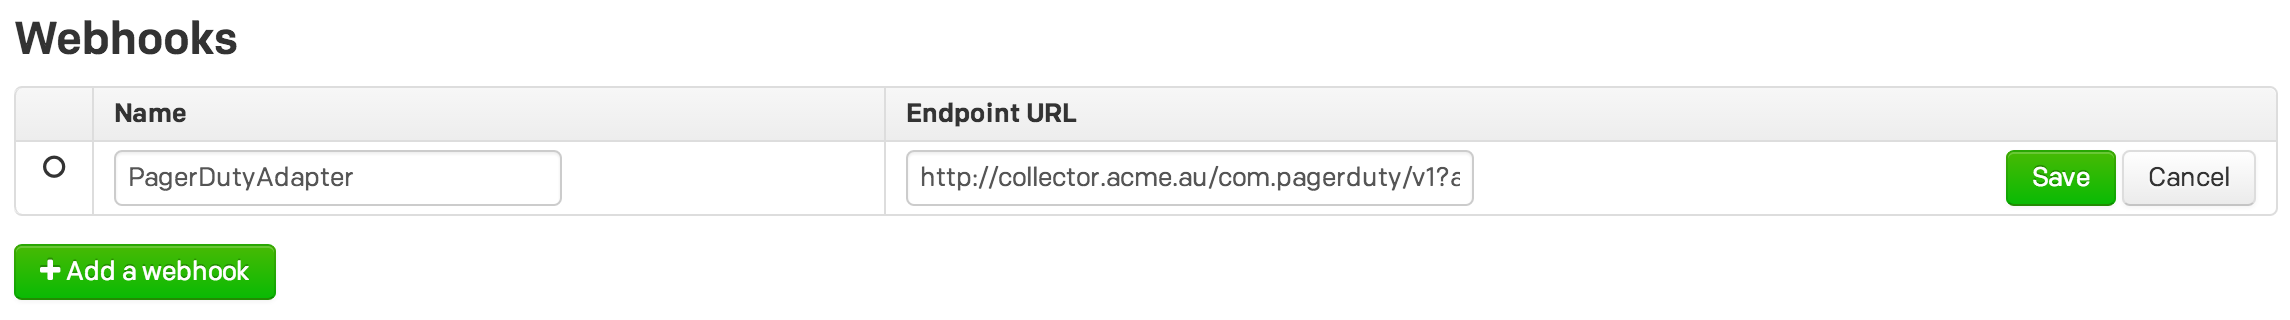 Webhooks
Name Endpoint URL
PagerDutyAdapter http://collector.acme.au/com.pagerduty/v1?a Save Cancel
+ Add a webhook